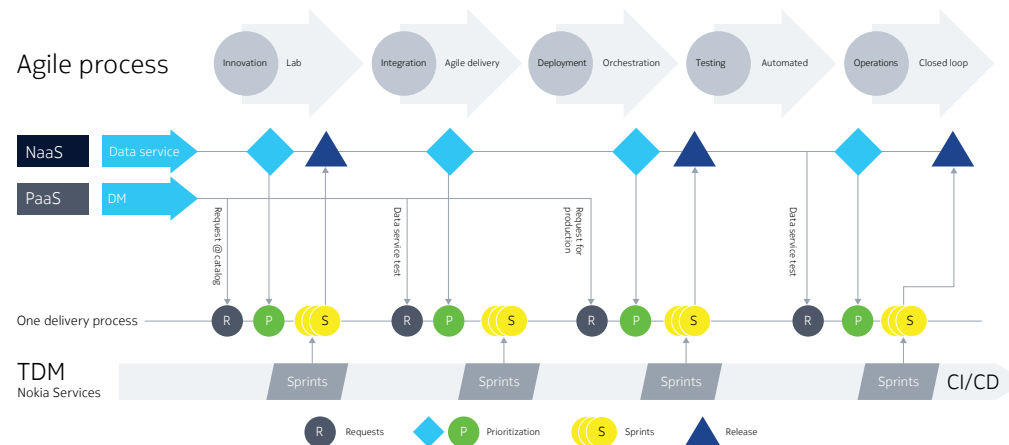 Agile process
Innovation
Lab
Integration
Agile delivery
Deployment
Orchestration
Testing
Automated
Operations
Closed loop
NaaS
Data service
PaaS
DM
Request @ catalog
Data service test
Request for
production
Data service test
One delivery process
R
P
S
R
P
S
R
P
S
R
P
S
TDM
Nokia Services
Sprints
Sprints
Sprints
Sprints
CI/CD
R
Requests
P
Prioritization
S
Sprints
Release